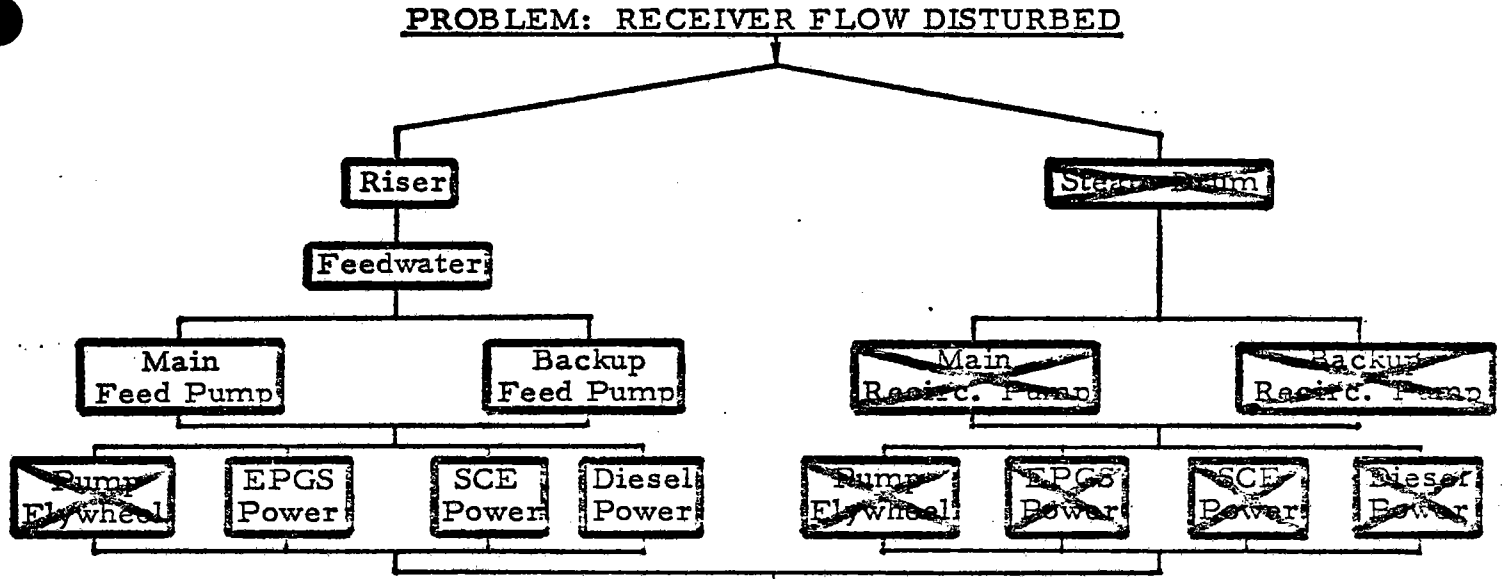 PROBLEM: RECEIVER FLOW DISTURBED
Riser
Steam Drum
Feedwater
Main
Feed Pump
Backup
Feed Pump
Main
Recirc. Pump
Backup
Recirc. Pump
Pump
Flywheel
EPGS
Power
SCE
Power
Diesel
Power
Pump
Flywheel
EPGS
Power
SCE
Power
Diesel
Power